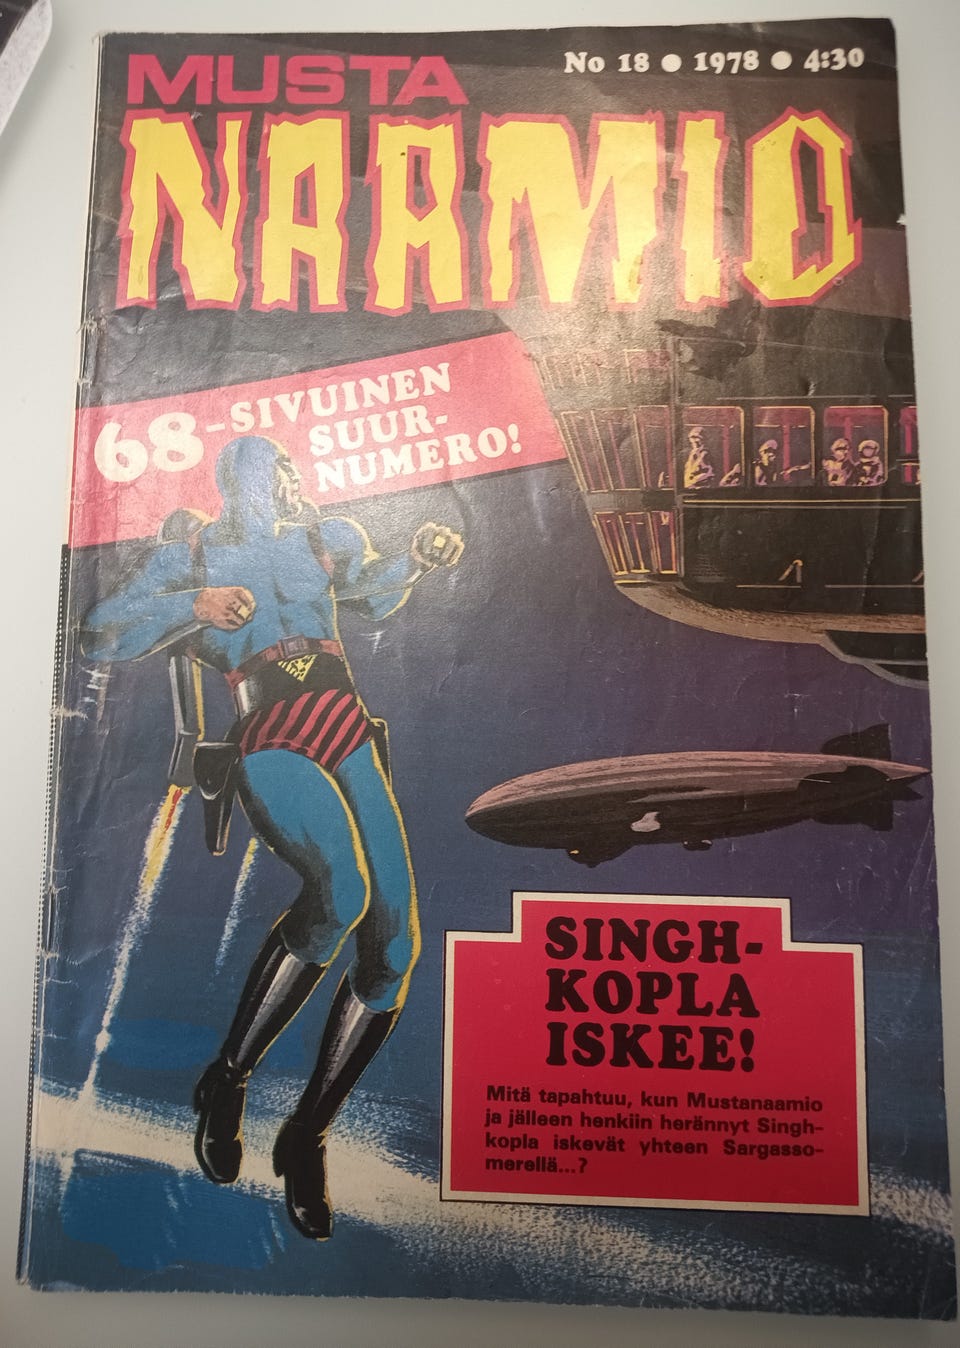 MUSTA
No 18 ● 1978 ● 4:30
NAAMIO
68-SIVUINEN
SUUR-
NUMERO!
SINGH-
KOPLA
ISKEE!
Mitä tapahtuu, kun Mustanaamio
ja jälleen henkiin herännyt Singh-
kopla iskevät yhteen Sargasso-
merellä...?